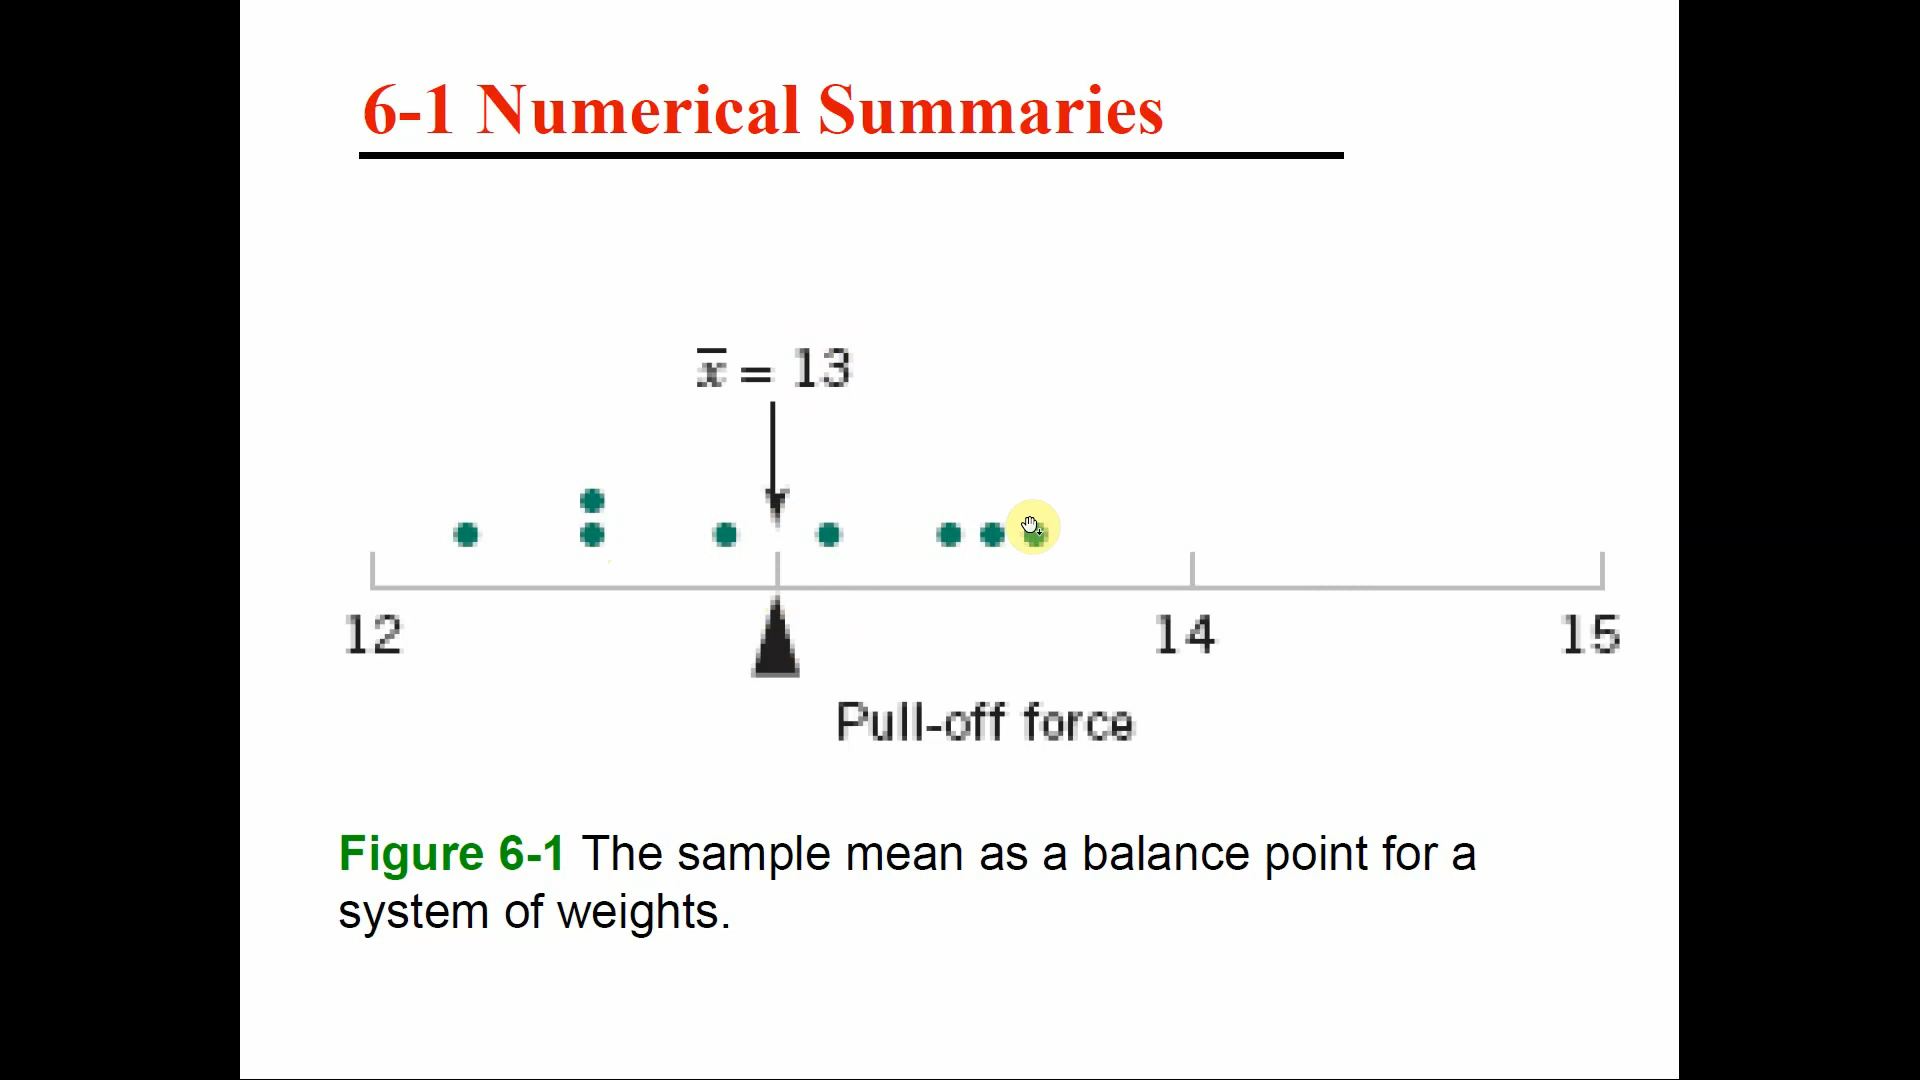 6-1 Numerical Summaries
x̅ = 13
12
14
15
Pull-off force
Figure 6-1 The sample mean as a balance point for a
system of weights.